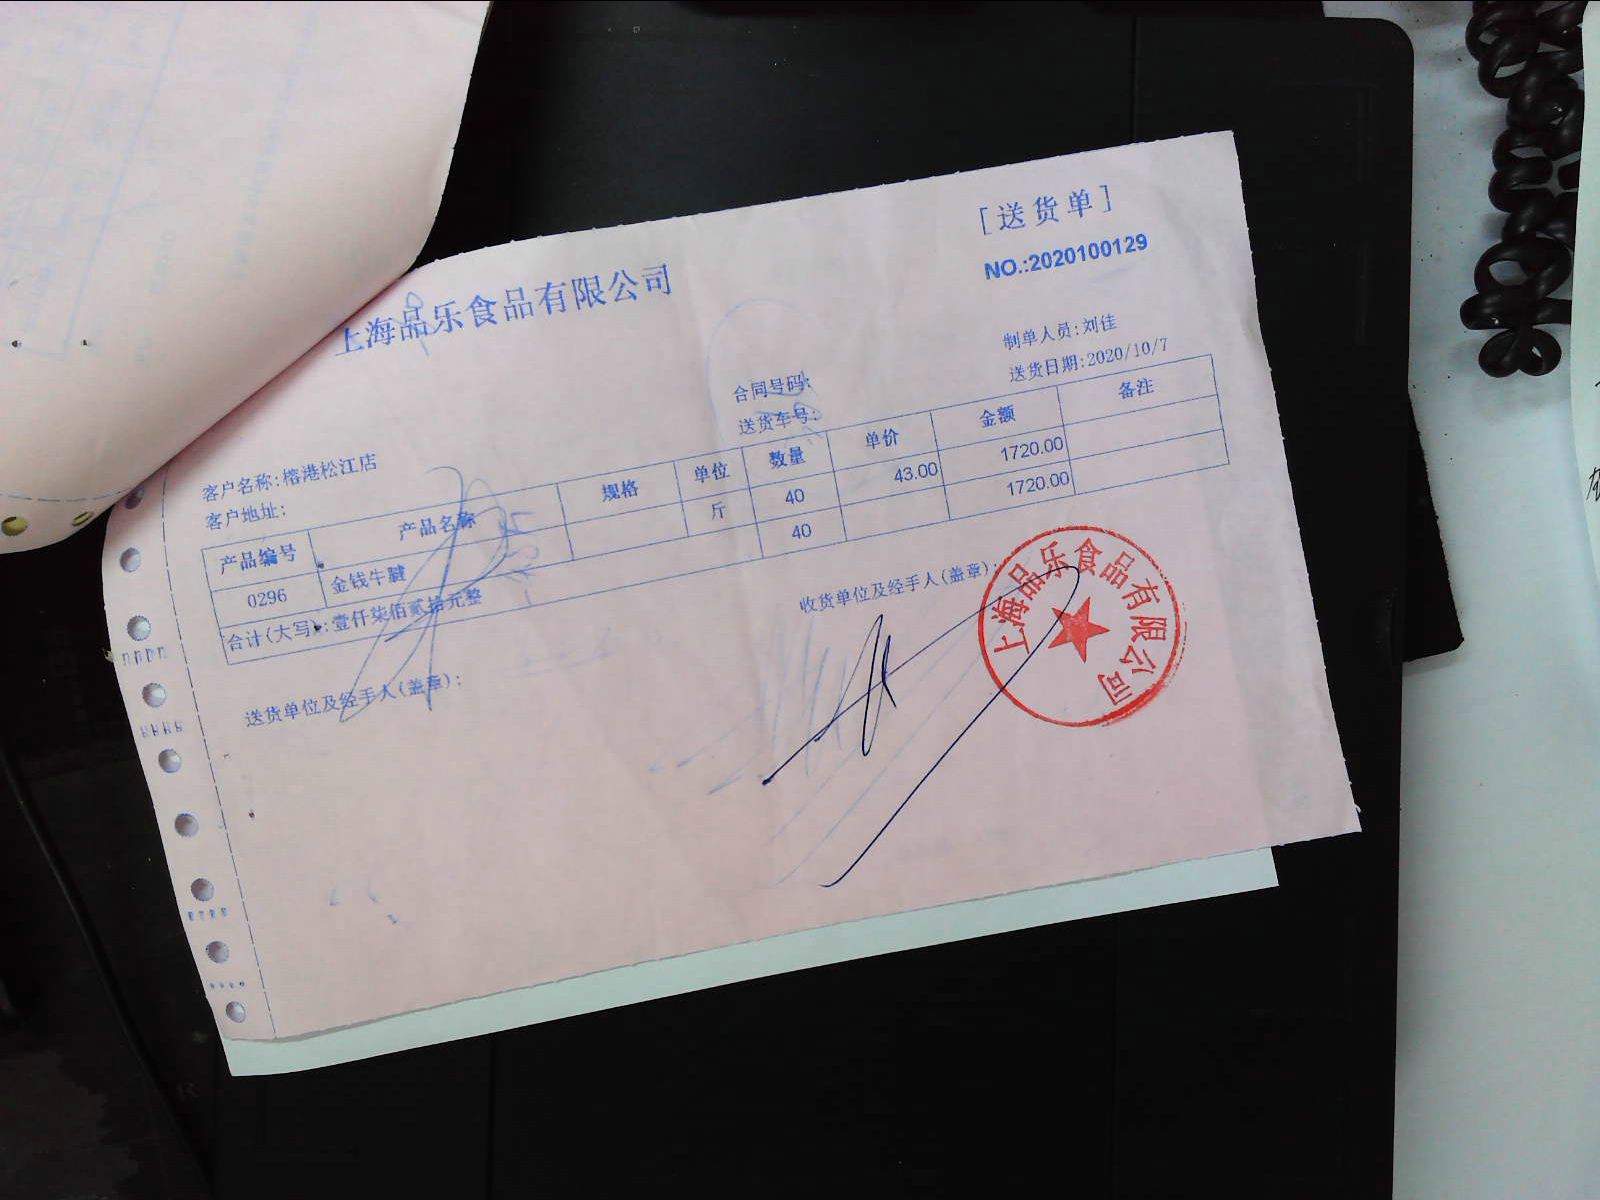 [送货单]
NO.:2020100129
上海品乐食品有限公司
制单人员:刘佳
合同号码:
送货日期:2020/10/7
送货车号:
客户名称:榕港松江店
客户地址:
产品编号 产品名称 规格 单位 数量 单价 金额 备注
0296 金钱牛腱 斤 40 43.00 1720.00
合计(大写):壹仟柒佰贰拾元整 40 1720.00
送货单位及经手人(盖章):
收货单位及经手人(盖章):
上海品乐食品有限公司